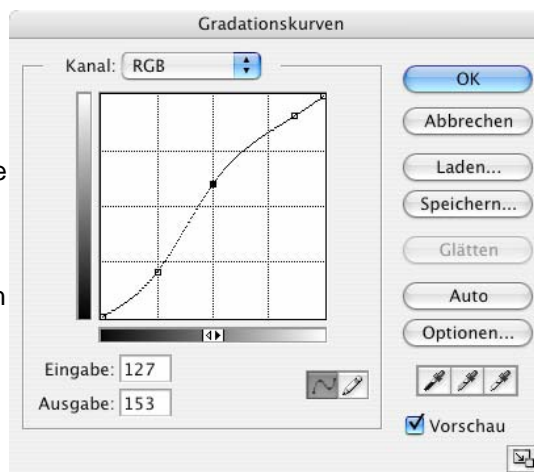 Gradationskurven
Kanal: RGB
OK
Abbrechen
Laden...
Speichern...
Glätten
Auto
Optionen...
Eingabe: 127
Ausgabe: 153
Vorschau
e
n